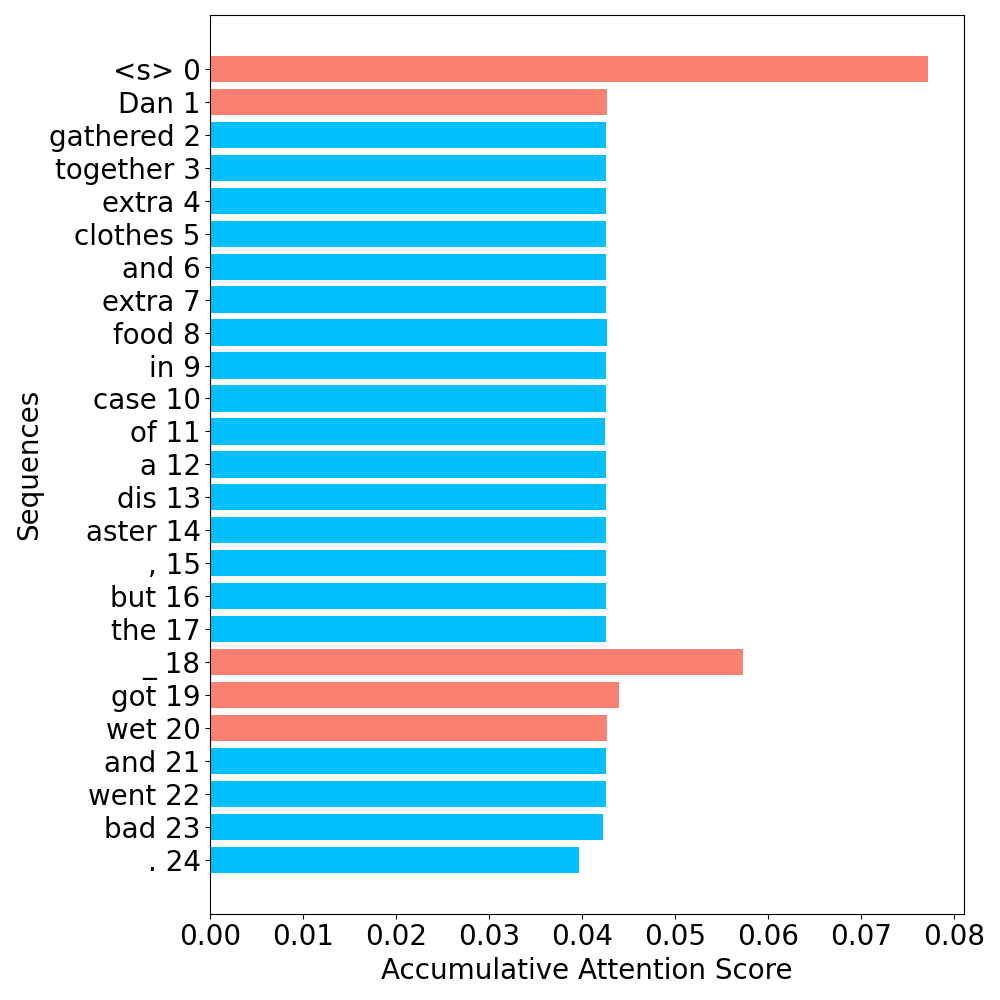 <s> 0
Dan 1
gathered 2
together 3
extra 4
clothes 5
and 6
extra 7
food 8
in 9
case 10
of 11
a 12
dis 13
aster 14
, 15
but 16
the 17
_ 18
got 19
wet 20
and 21
went 22
bad 23
. 24
Sequences
0.00 0.01 0.02 0.03 0.04 0.05 0.06 0.07 0.08
Accumulative Attention Score